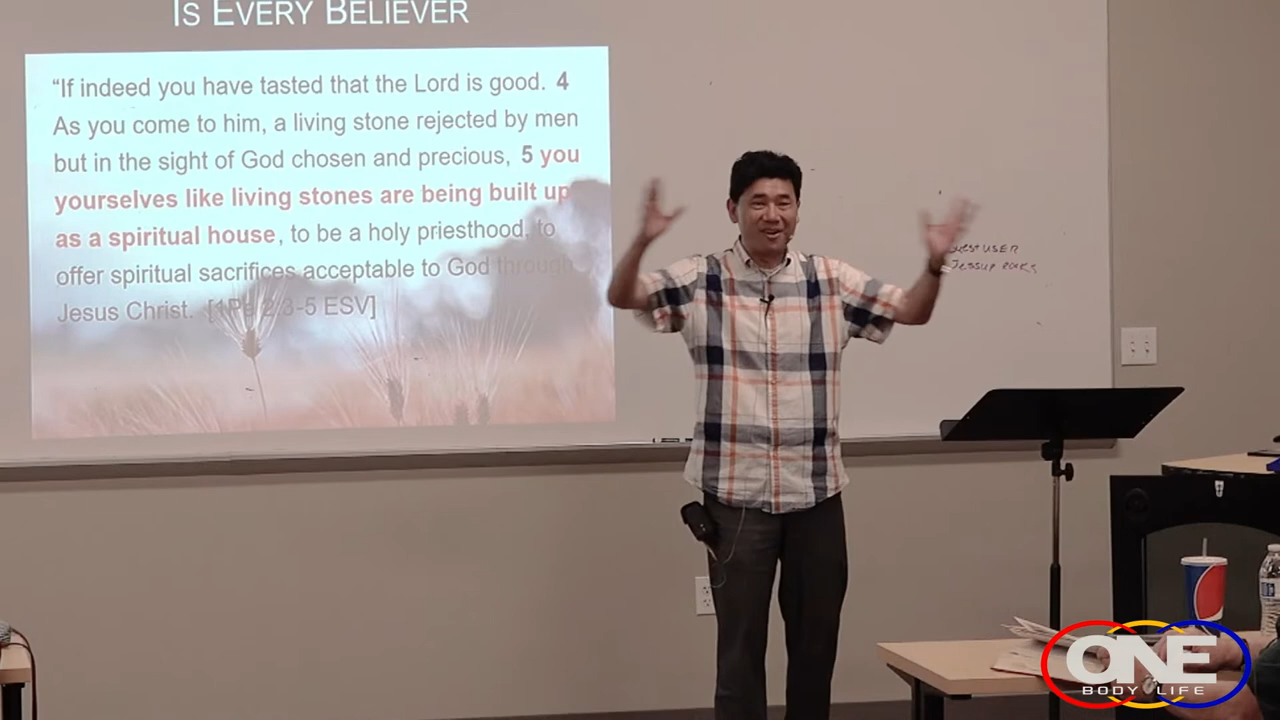 IS EVERY BELIEVER
“If indeed you have tasted that the Lord is good. 4
As you come to him, a living stone rejected by men
but in the sight of God chosen and precious, 5 you
yourselves like living stones are being built up
as a spiritual house, to be a holy priesthood, to
offer spiritual sacrifices acceptable to God through
Jesus Christ. [1Pe 2:3-5 ESV]
USER
Jessup
ONE
BODY LIFE